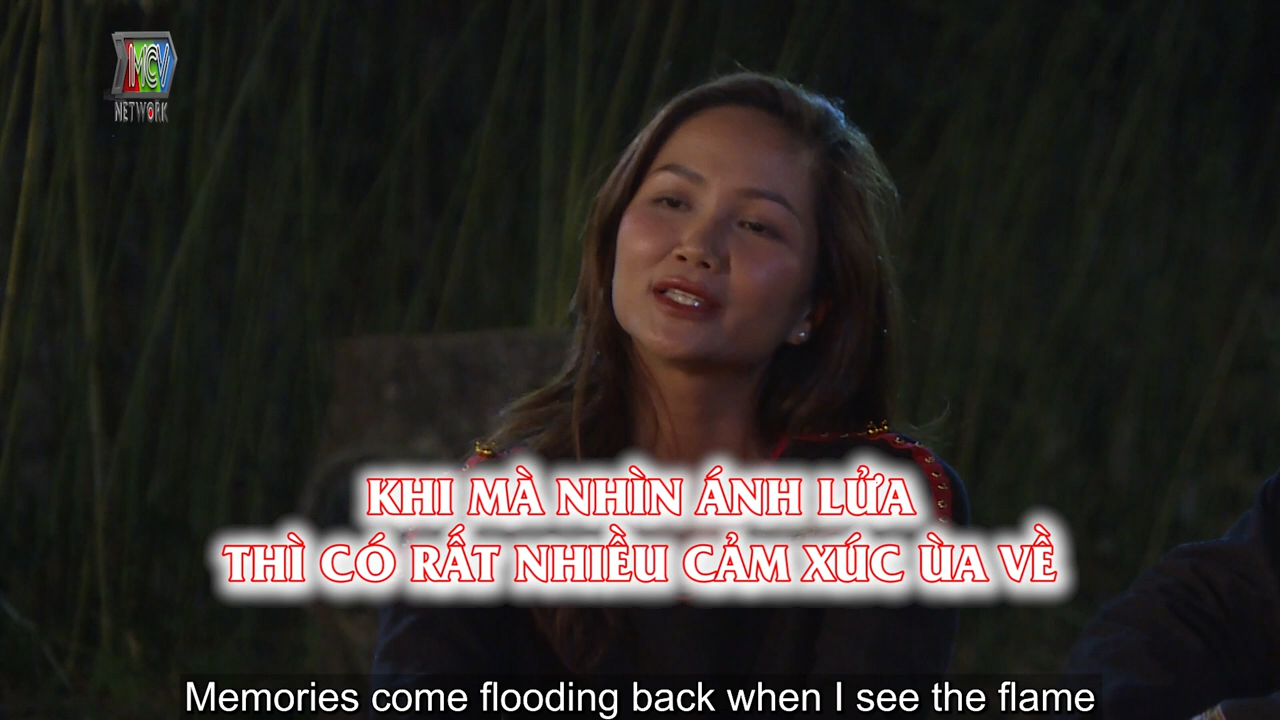 MCV
NETWORK
KHI MÀ NHÌN ÁNH LỬA
THÌ CÓ RẤT NHIỀU CẢM XÚC ÙA VỀ
Memories come flooding back when I see the flame